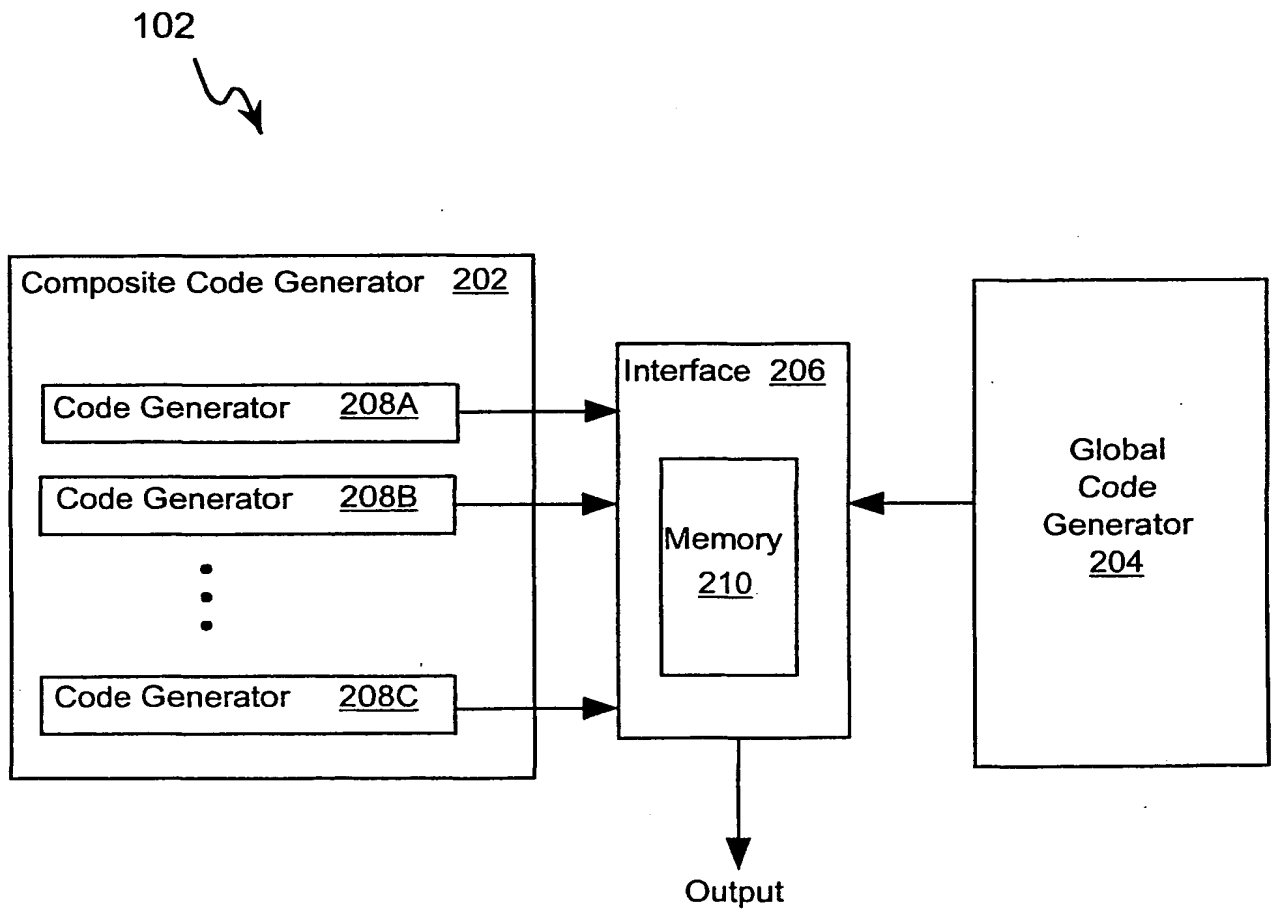 102
Composite Code Generator 202
Code Generator 208A
Code Generator 208B
Code Generator 208C
Interface 206
Memory
210
Global
Code
Generator
204
Output